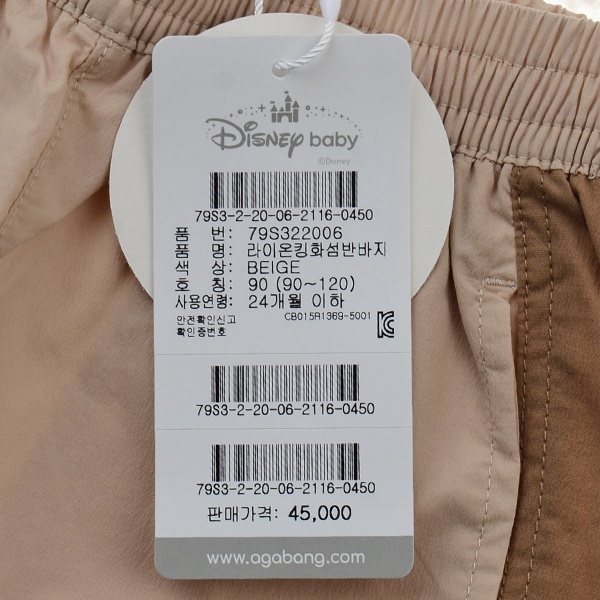 Disney baby
©Disney
79S3-2-20-06-2116-0450
품 번: 79S322006
품 명: 라이온킹화섬반바지
색 상: BEIGE
호 칭: 90 (90~120)
사용연령: 24개월 이하
안전확인신고 CB015R1369-5001
확인증번호
79S3-2-20-06-2116-0450
79S3-2-20-06-2116-0450
판매가격: 45,000
www.agabang.com